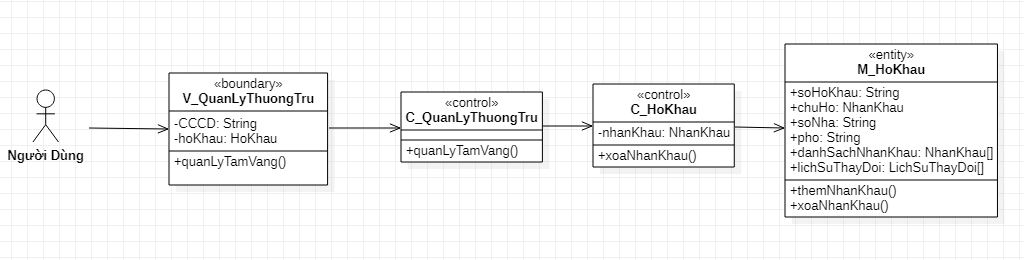 Người Dùng
«boundary»
V_QuanLyThuongTru
-CCCD: String
-hoKhau: HoKhau
+quanLyTamVang()
«control»
C_QuanLyThuongTru
+quanLyTamVang()
«control»
C_HoKhau
-nhanKhau: NhanKhau
+xoaNhanKhau()
«entity»
M_HoKhau
+soHoKhau: String
+chuHo: NhanKhau
+soNha: String
+pho: String
+danhSachNhanKhau: NhanKhau[]
+lichSuThayDoi: LichSuThayDoi[]
+themNhanKhau()
+xoaNhanKhau()